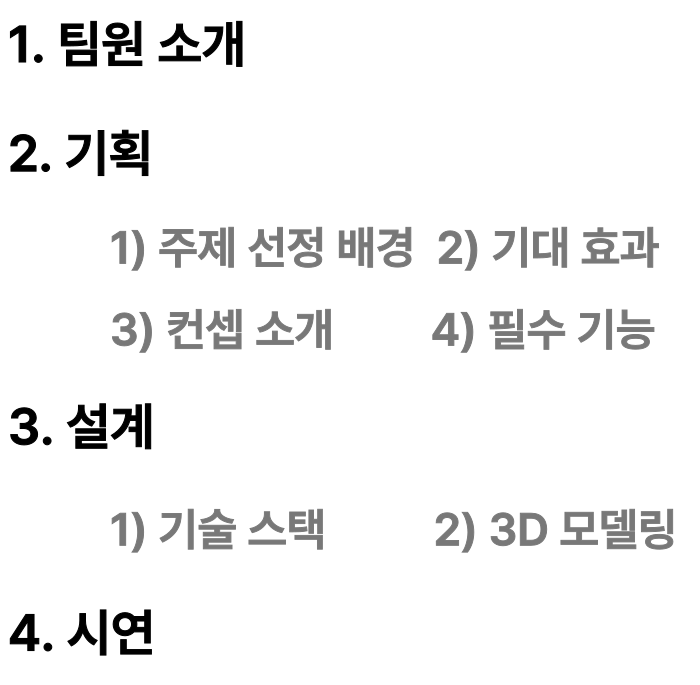 1. 팀원 소개
2. 기획
1) 주제 선정 배경 2) 기대 효과
3) 컨셉 소개 4) 필수 기능
3. 설계
1) 기술 스택 2) 3D 모델링
4. 시연